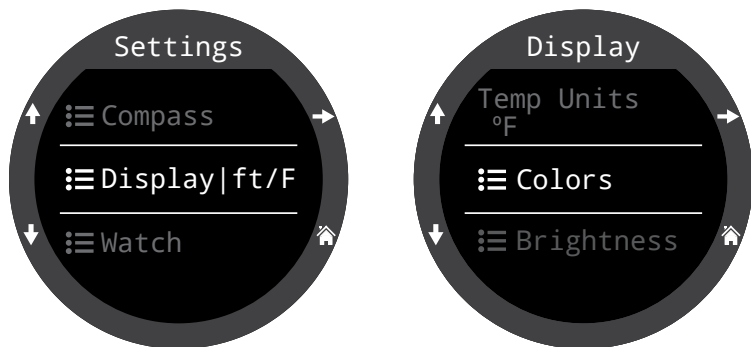 Settings
Compass
Display|ft/F
Watch
Display
Temp Units
ºF
Colors
Brightness